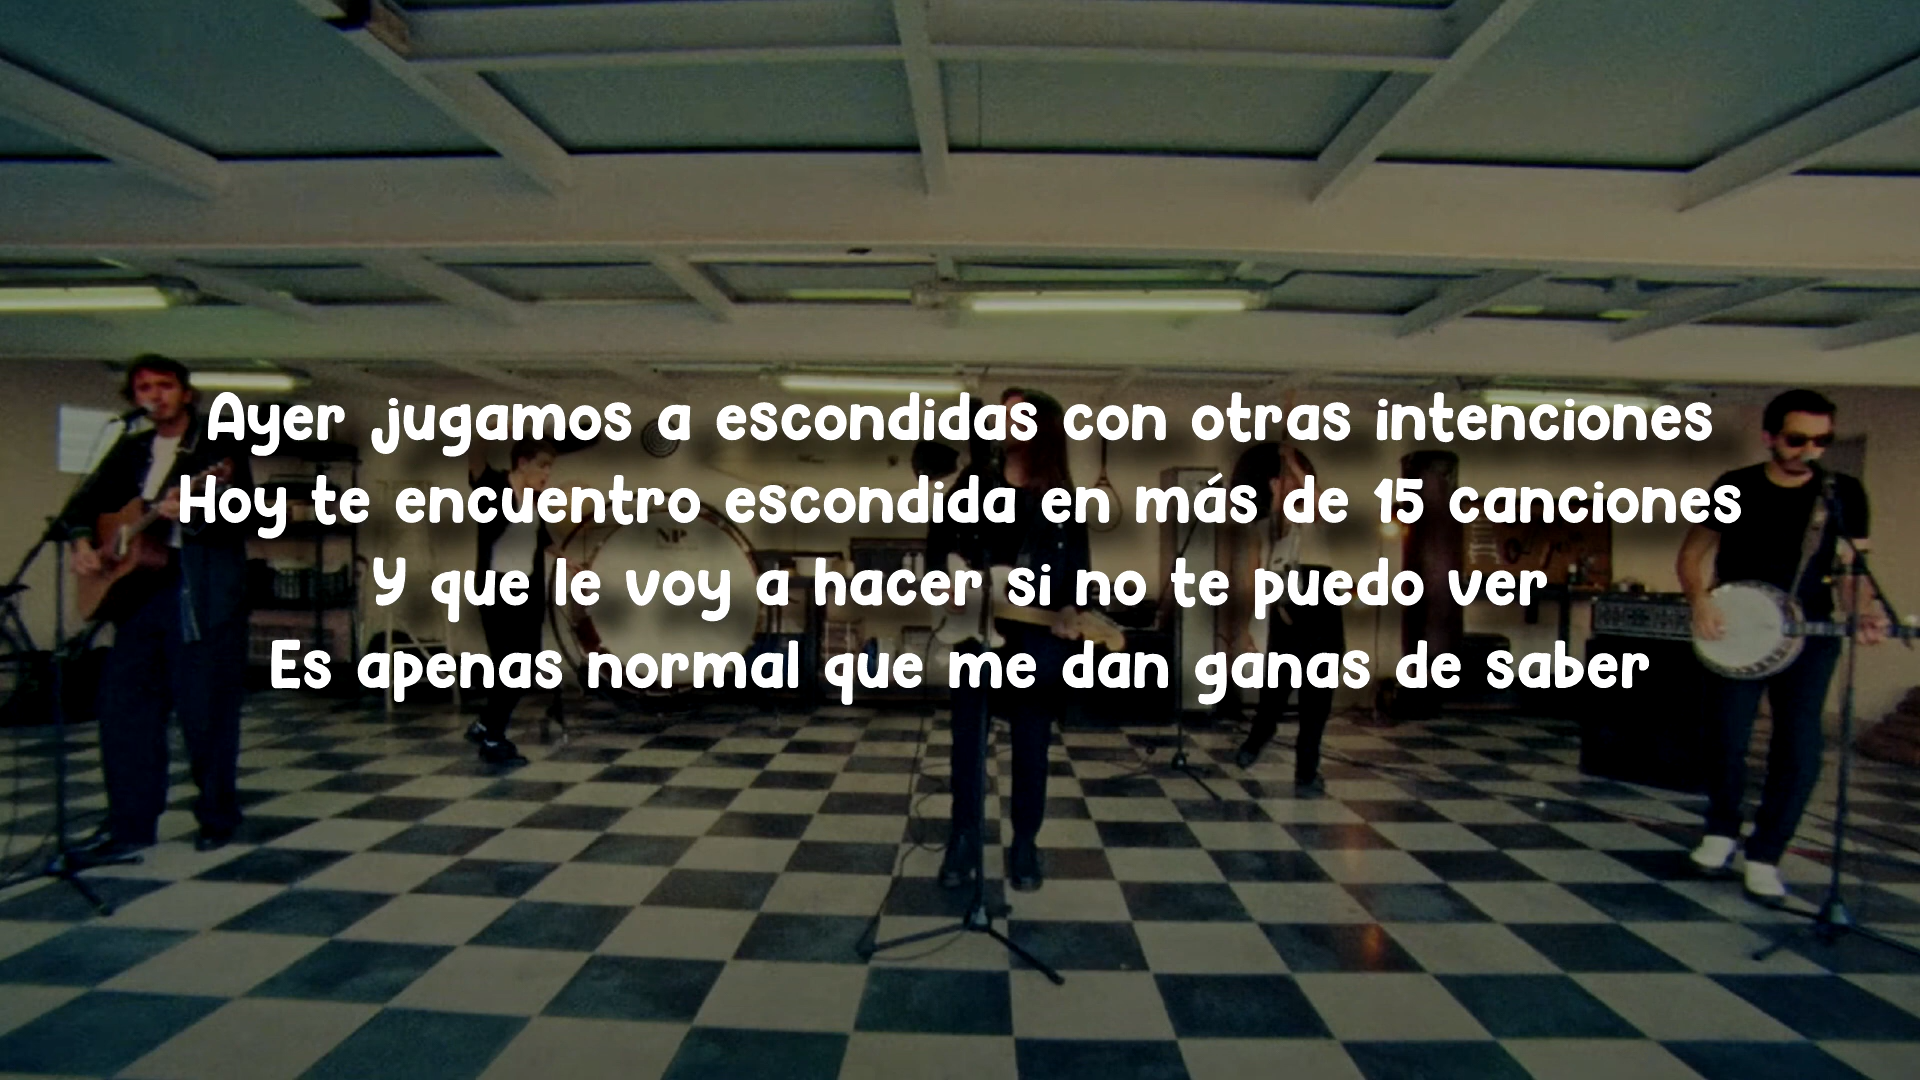 Ayer jugamos a escondidas con otras intenciones
Hoy te encuentro escondida en más de 15 canciones
Y que le voy a hacer si no te puedo ver
Es apenas normal que me dan ganas de saber